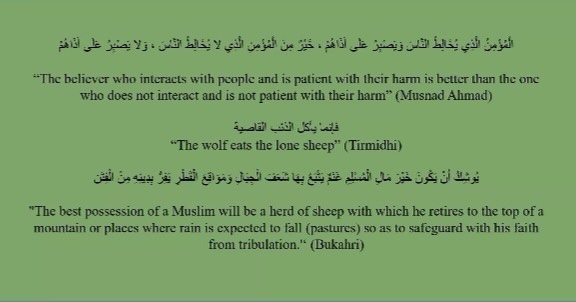 الْمُؤْمِنُ الَّذِي يُخَالِطُ النَّاسَ وَيَصْبِرُ عَلَى أَذَاهُمْ ، خَيْرٌ مِنَ الْمُؤْمِنِ الَّذِي لا يُخَالِطُ النَّاسَ ، وَلا يَصْبِرُ عَلَى أَذَاهُمْ
“The believer who interacts with people and is patient with their harm is better than the one
who does not interact and is not patient with their harm” (Musnad Ahmad)
فَإِنما يأكل الذئب القاصية
“The wolf eats the lone sheep” (Tirmidhi)
يُوشِكُ أَنْ يَكُونَ خَيْرَ مَالِ الْمُسْلِمِ غَنَمٌ يَتْبَعُ بِهَا شَعَفَ الْجِبَالِ وَمَوَاقِعَ الْقَطْرِ يَفِرُّ بِدِينِهِ مِنَ الْفِتَنِ
"The best possession of a Muslim will be a herd of sheep with which he retires to the top of a
mountain or places where rain is expected to fall (pastures) so as to safeguard with his faith
from tribulation.“ (Bukahri)